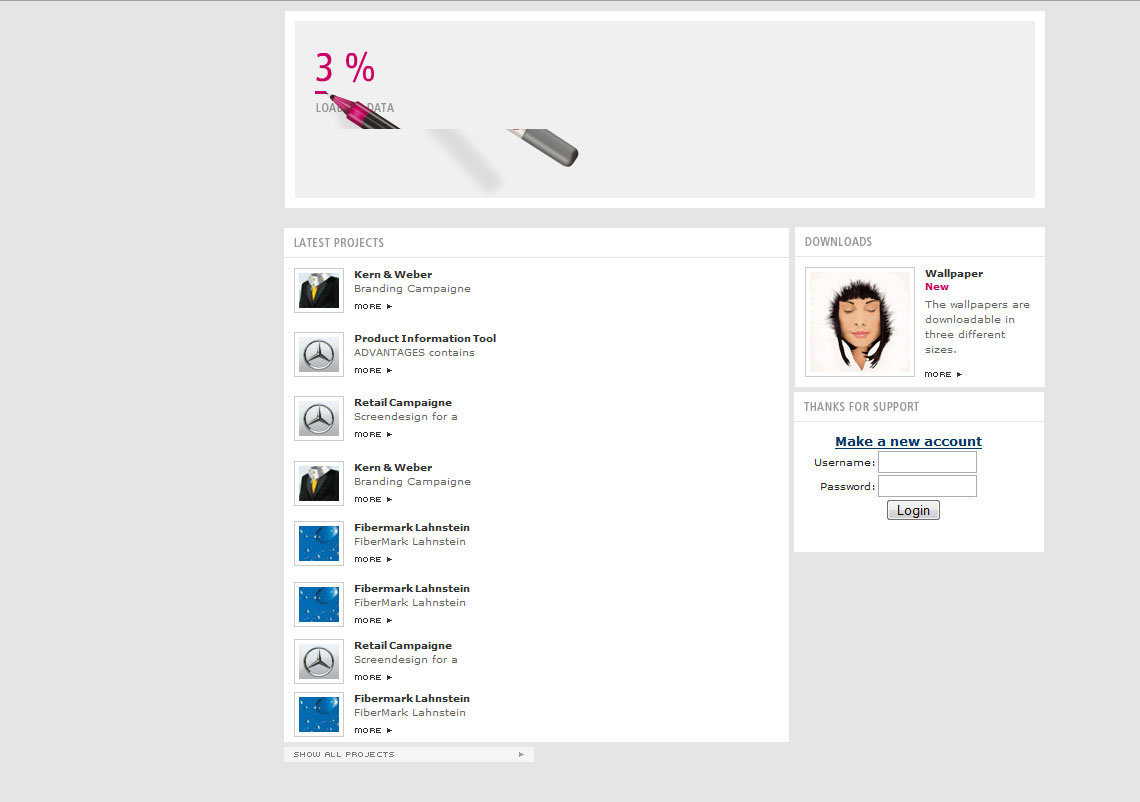 3 %
LOA DATA
LATEST PROJECTS
Kern & Weber
Branding Campaigne
MORE
Product Information Tool
ADVANTAGES contains
MORE
Retail Campaigne
Screendesign for a
MORE
Kern & Weber
Branding Campaigne
MORE
Fibermark Lahnstein
FiberMark Lahnstein
MORE
Fibermark Lahnstein
FiberMark Lahnstein
MORE
Retail Campaigne
Screendesign for a
MORE
Fibermark Lahnstein
FiberMark Lahnstein
MORE
SHOW ALL PROJECTS
DOWNLOADS
Wallpaper
New
The wallpapers are
downloadable in
three different
sizes.
MORE
THANKS FOR SUPPORT
Make a new account
Username:
Password:
Login